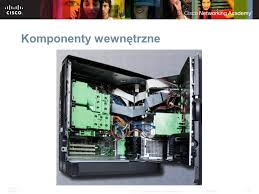 CISCO
Cisco Networking Academy
Komponenty wewnętrzne